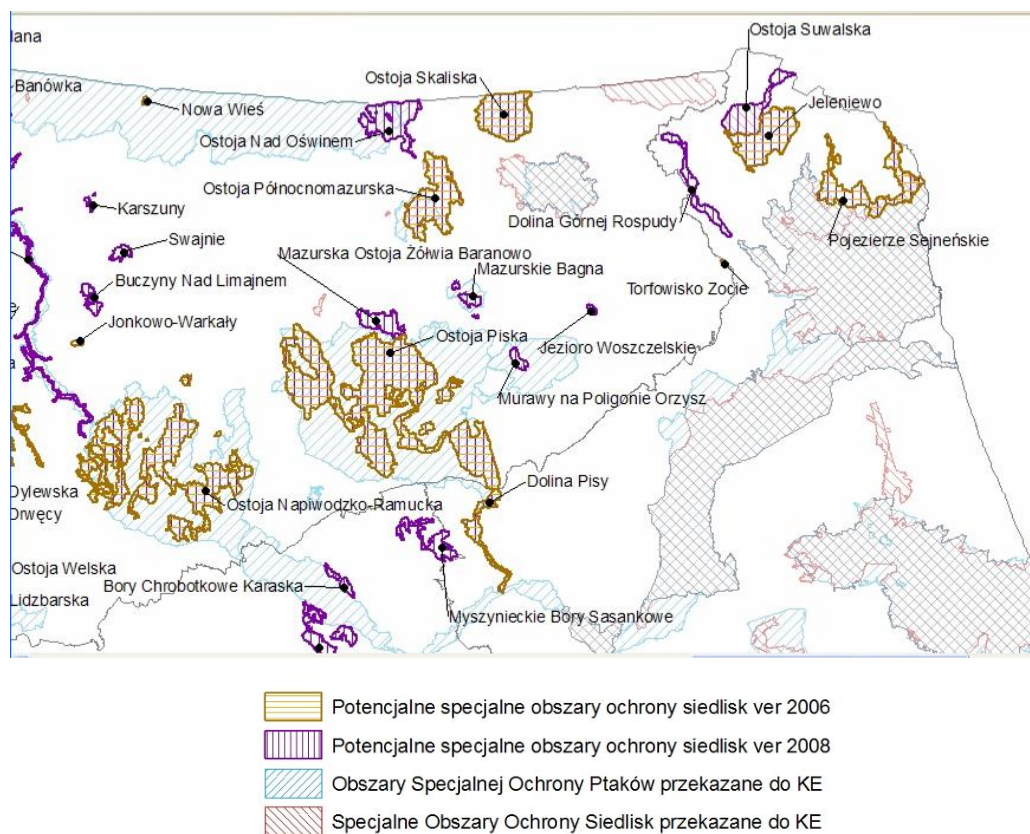 Ostoja Suwalska
Banówka
Ostoja Skaliska
Nowa Wieś
Jeleniewo
Ostoja Nad Oświnem
Ostoja Północnomazurska
Karszuny
Dolina Górnej Rospudy
Swajnie
Pojezierze Sejneńskie
Mazurska Ostoja Żółwia Baranowo
Mazurskie Bagna
Buczyny Nad Limajnem
Torfowisko Zocie
Jonkowo-Warkały
Ostoja Piska
Jezioro Woszczelskie
Murawy na Poligonie Orzysz
Dolina Pisy
Dylewska
Ostoja Napiwodzko-Ramucka
Drwęcy
Ostoja Welska
Bory Chrobotkowe Karaska
Lidzbarska
Myszynieckie Bory Sasankowe
Potencjalne specjalne obszary ochrony siedlisk ver 2006
Potencjalne specjalne obszary ochrony siedlisk ver 2008
Obszary Specjalnej Ochrony Ptaków przekazane do KE
Specjalne Obszary Ochrony Siedlisk przekazane do KE